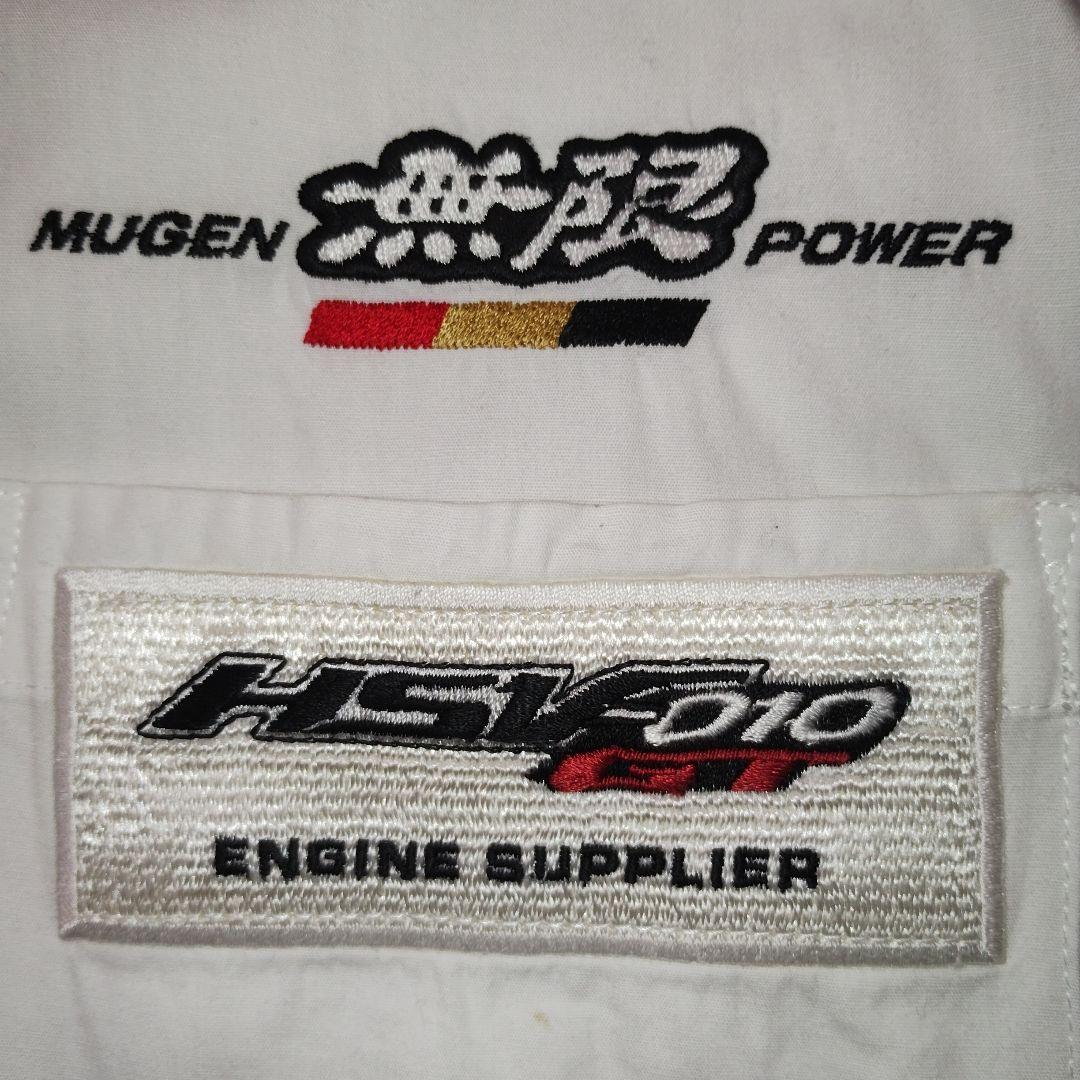 MUGEN 無限 POWER
HSV-010
GT
ENGINE SUPPLIER